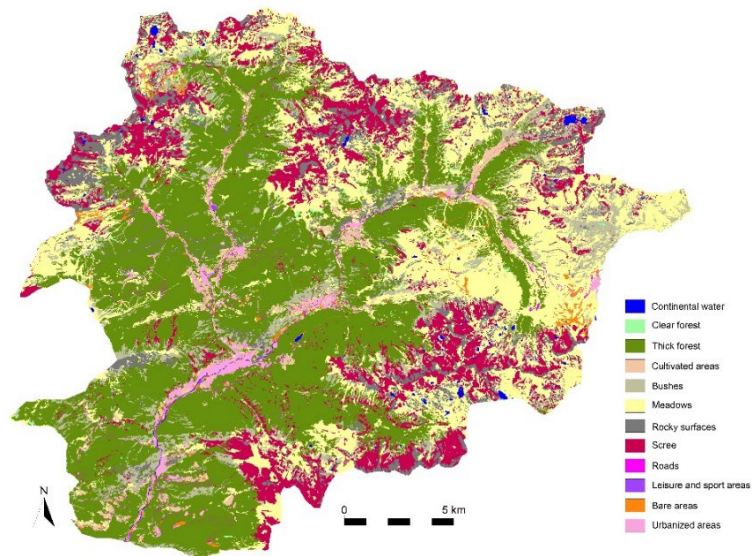 Continental water
Clear forest
Thick forest
Cultivated areas
Bushes
Meadows
Rocky surfaces
Scree
Roads
Leisure and sport areas
Bare areas
Urbanized areas
N
0
5 km